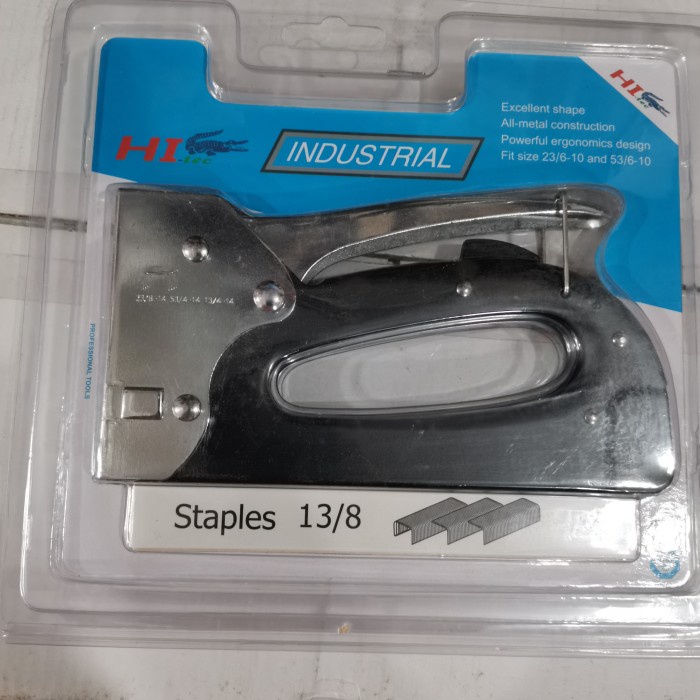 HI
tec
INDUSTRIAL
Excellent shape
All-metal construction
Powerful ergonomics design
Fit size 23/6-10 and 53/6-10
HI
tec
PROFESSIONAL TOOLS
Staples 13/8